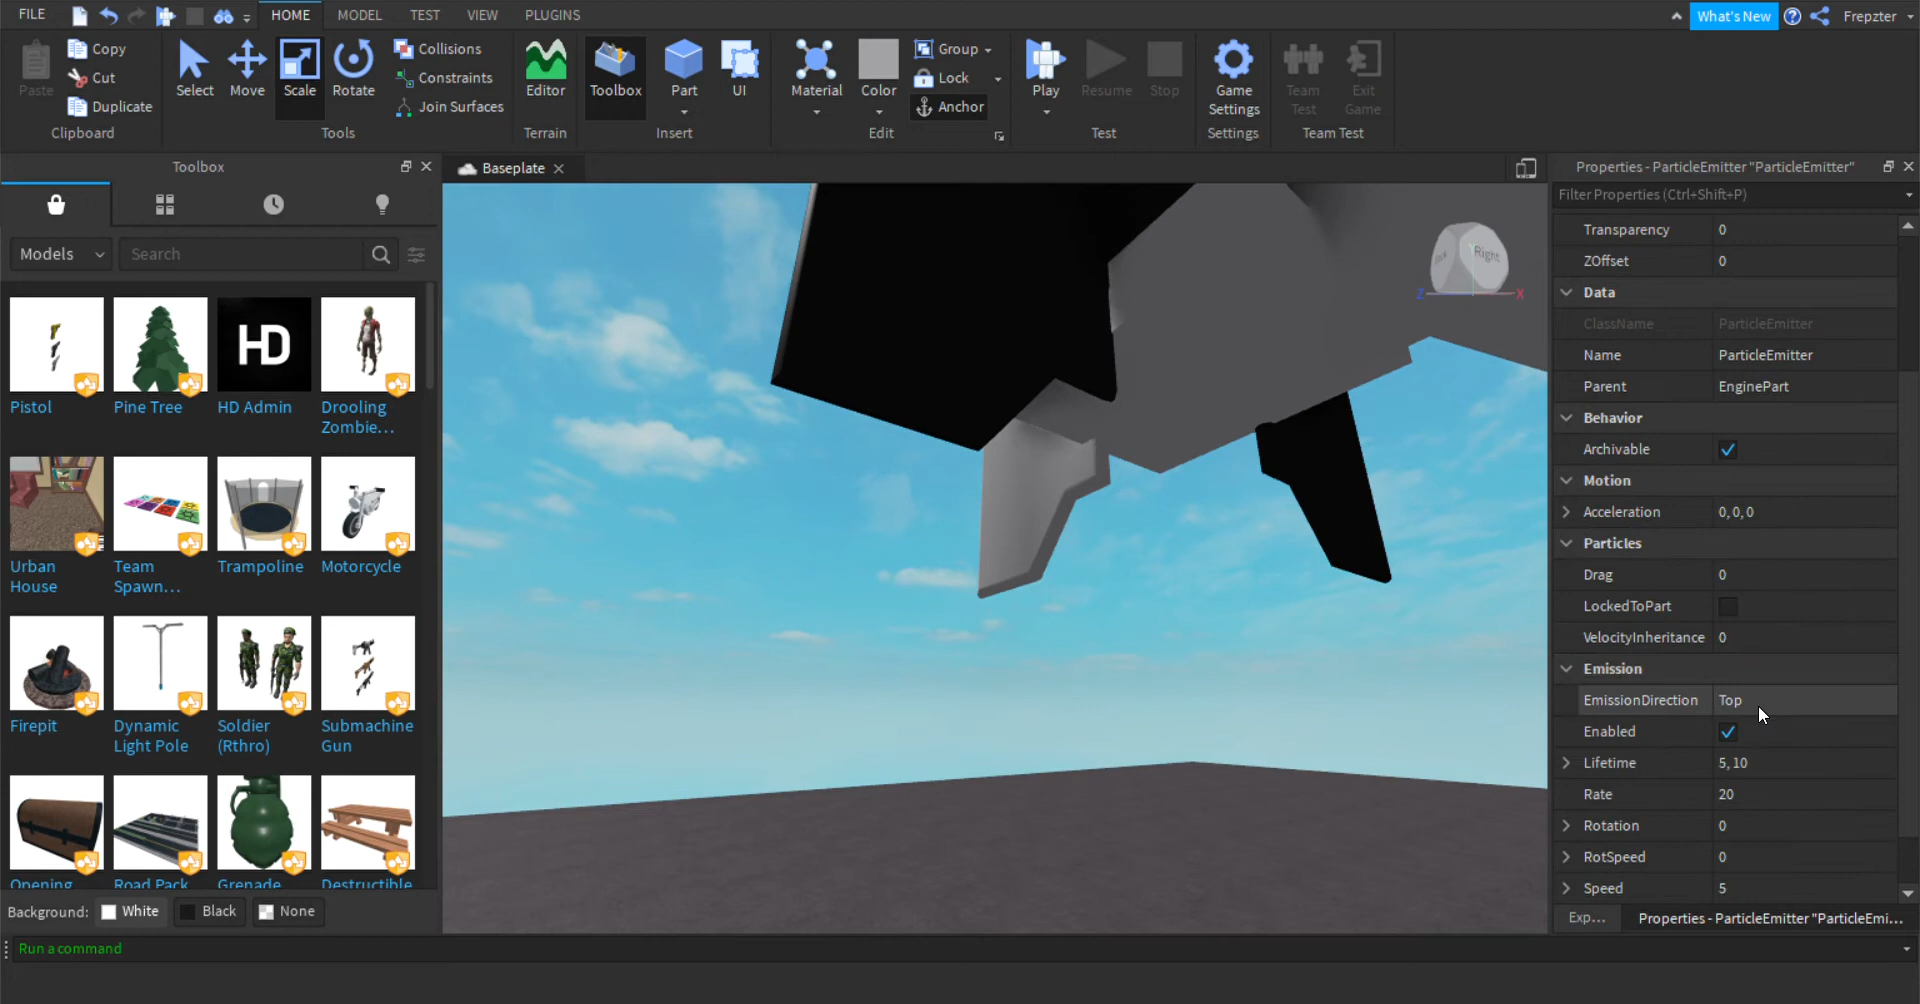 FILE
HOME
MODEL
TEST
VIEW
PLUGINS
What's New
Frepzter
Paste
Copy
Cut
Duplicate
Clipboard
Select
Move
Scale
Rotate
Collisions
Constraints
Join Surfaces
Tools
Editor
Terrain
Toolbox
Part
UI
Insert
Material
Color
Group
Lock
Anchor
Edit
Play
Resume
Stop
Test
Game
Settings
Settings
Team
Test
Exit
Game
Team Test
Toolbox
Baseplate
Properties - ParticleEmitter "ParticleEmitter"
Filter Properties (Ctrl+Shift+P)
Models
Search
HD
Pistol
Pine Tree
HD Admin
Drooling
Zombie...
Urban
House
Team
Spawn...
Trampoline
Motorcycle
Firepit
Dynamic
Light Pole
Soldier
(Rthro)
Submachine
Gun
Opening
Road Pack
Grenade
Destructible
Background:
White
Black
None
Right
Z
X
Transparency 0
ZOffset 0
Data
ClassName ParticleEmitter
Name ParticleEmitter
Parent EnginePart
Behavior
Archivable
Motion
Acceleration 0, 0, 0
Particles
Drag 0
LockedToPart
VelocityInheritance 0
Emission
EmissionDirection Top
Enabled
Lifetime 5, 10
Rate 20
Rotation 0
RotSpeed 0
Speed 5
Exp...
Properties - ParticleEmitter "ParticleEmi...
Run a command